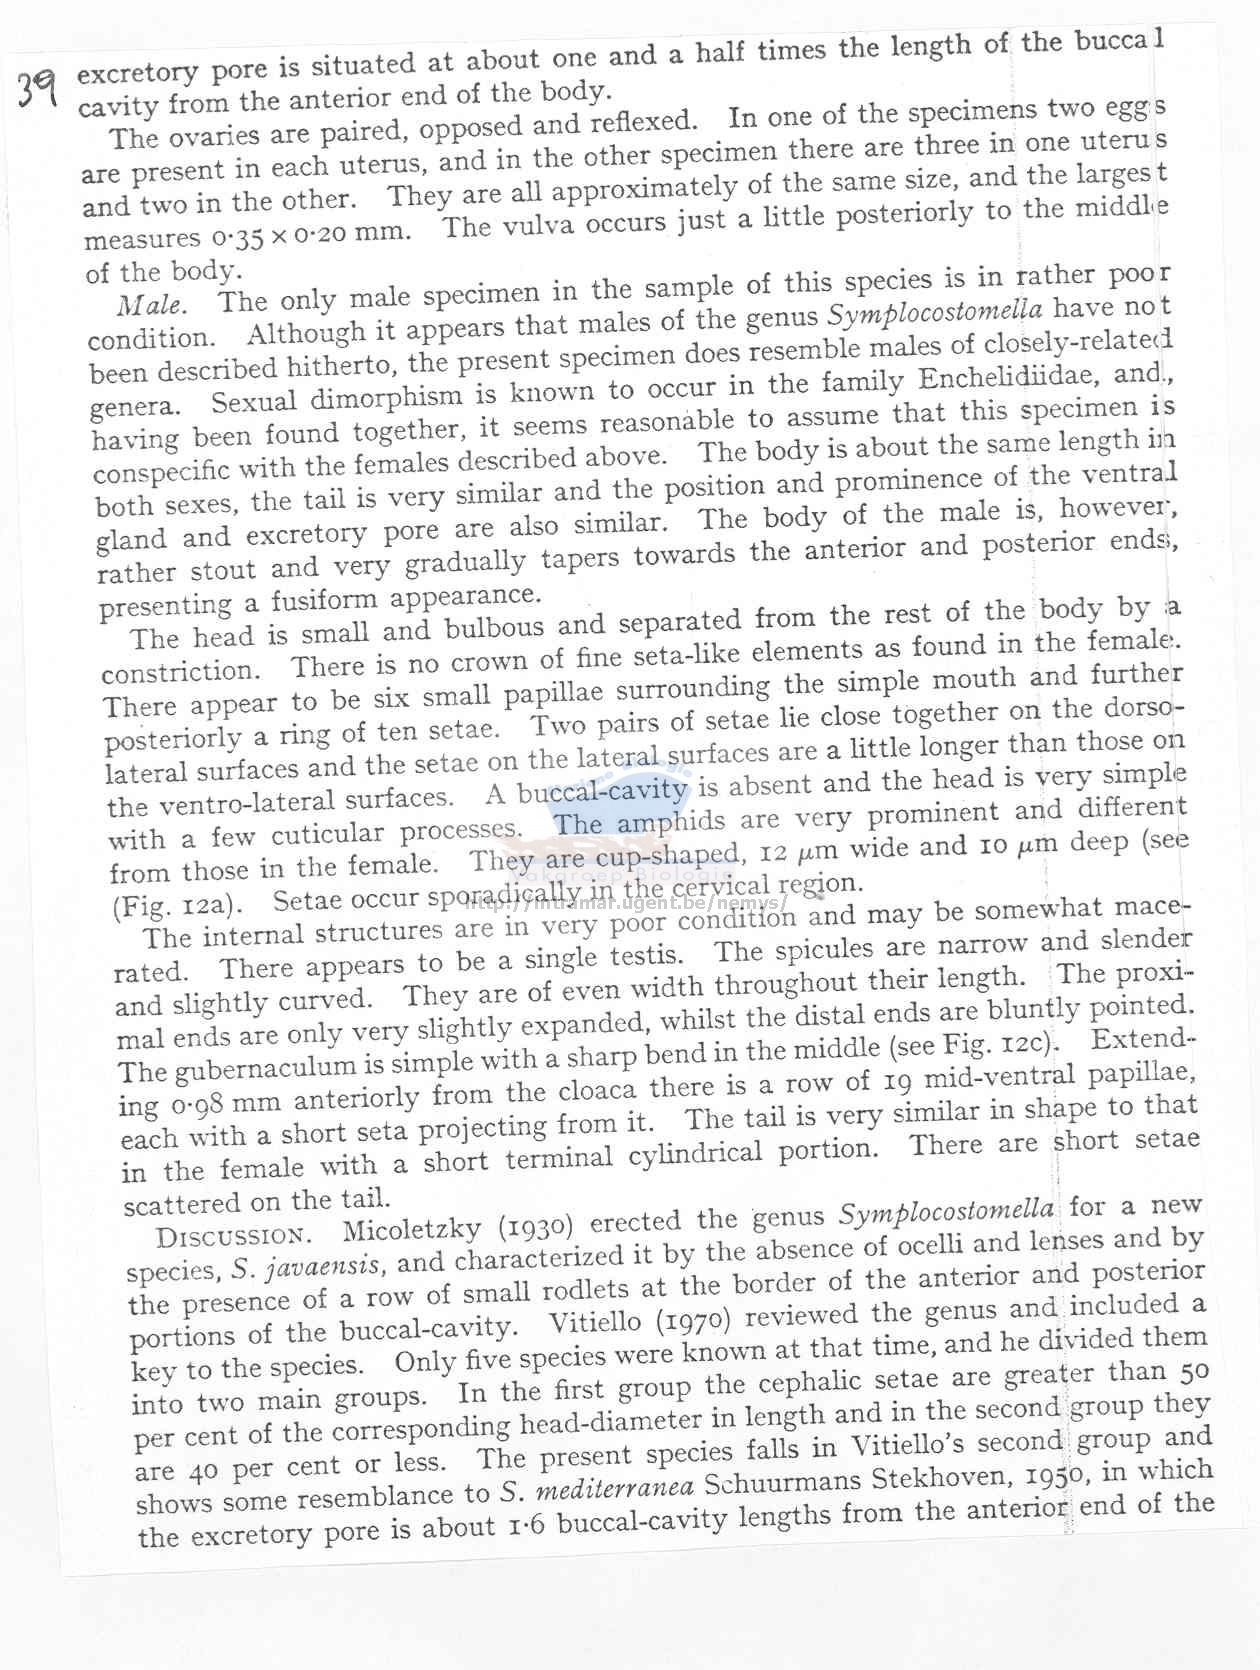 39
excretory pore is situated at about one and a half times the length of the buccal
cavity from the anterior end of the body.
The ovaries are paired, opposed and reflexed. In one of the specimens two eggs
are present in each uterus, and in the other specimen there are three in one uterus
and two in the other. They are all approximately of the same size, and the largest
measures 0·35 × 0·20 mm. The vulva occurs just a little posteriorly to the middle
of the body.
Male. The only male specimen in the sample of this species is in rather poor
condition. Although it appears that males of the genus Symplocostomella have not
been described hitherto, the present specimen does resemble males of closely-related
genera. Sexual dimorphism is known to occur in the family Enchelidiidae, and,
having been found together, it seems reasonable to assume that this specimen is
conspecific with the females described above. The body is about the same length in
both sexes, the tail is very similar and the position and prominence of the ventral
gland and excretory pore are also similar. The body of the male is, however,
rather stout and very gradually tapers towards the anterior and posterior ends,
presenting a fusiform appearance.
The head is small and bulbous and separated from the rest of the body by a
constriction. There is no crown of fine seta-like elements as found in the female.
There appear to be six small papillae surrounding the simple mouth and further
posteriorly a ring of ten setae. Two pairs of setae lie close together on the dorso-
lateral surfaces and the setae on the lateral surfaces are a little longer than those on
the ventro-lateral surfaces. A buccal-cavity is absent and the head is very simple
with a few cuticular processes. The amphids are very prominent and different
from those in the female. They are cup-shaped, 12 μm wide and 10 μm deep (see
Vakgroep Biologie
(Fig. 12a). Setae occur sporadically in the cervical region.
http://intramar.ugent.be/nemys/
The internal structures are in very poor condition and may be somewhat mace-
rated. There appears to be a single testis. The spicules are narrow and slender
and slightly curved. They are of even width throughout their length. The proxi-
mal ends are only very slightly expanded, whilst the distal ends are bluntly pointed.
The gubernaculum is simple with a sharp bend in the middle (see Fig. 12c). Extend-
ing 0·98 mm anteriorly from the cloaca there is a row of 19 mid-ventral papillae,
each with a short seta projecting from it. The tail is very similar in shape to that
in the female with a short terminal cylindrical portion. There are short setae
scattered on the tail.
DISCUSSION. Micoletzky (1930) erected the genus Symplocostomella for a new
species, S. javaensis, and characterized it by the absence of ocelli and lenses and by
the presence of a row of small rodlets at the border of the anterior and posterior
portions of the buccal-cavity. Vitiello (1970) reviewed the genus and included a
key to the species. Only five species were known at that time, and he divided them
into two main groups. In the first group the cephalic setae are greater than 50
per cent of the corresponding head-diameter in length and in the second group they
are 40 per cent or less. The present species falls in Vitiello's second group and
shows some resemblance to S. mediterranea Schuurmans Stekhoven, 1950, in which
the excretory pore is about 1·6 buccal-cavity lengths from the anterior end of the